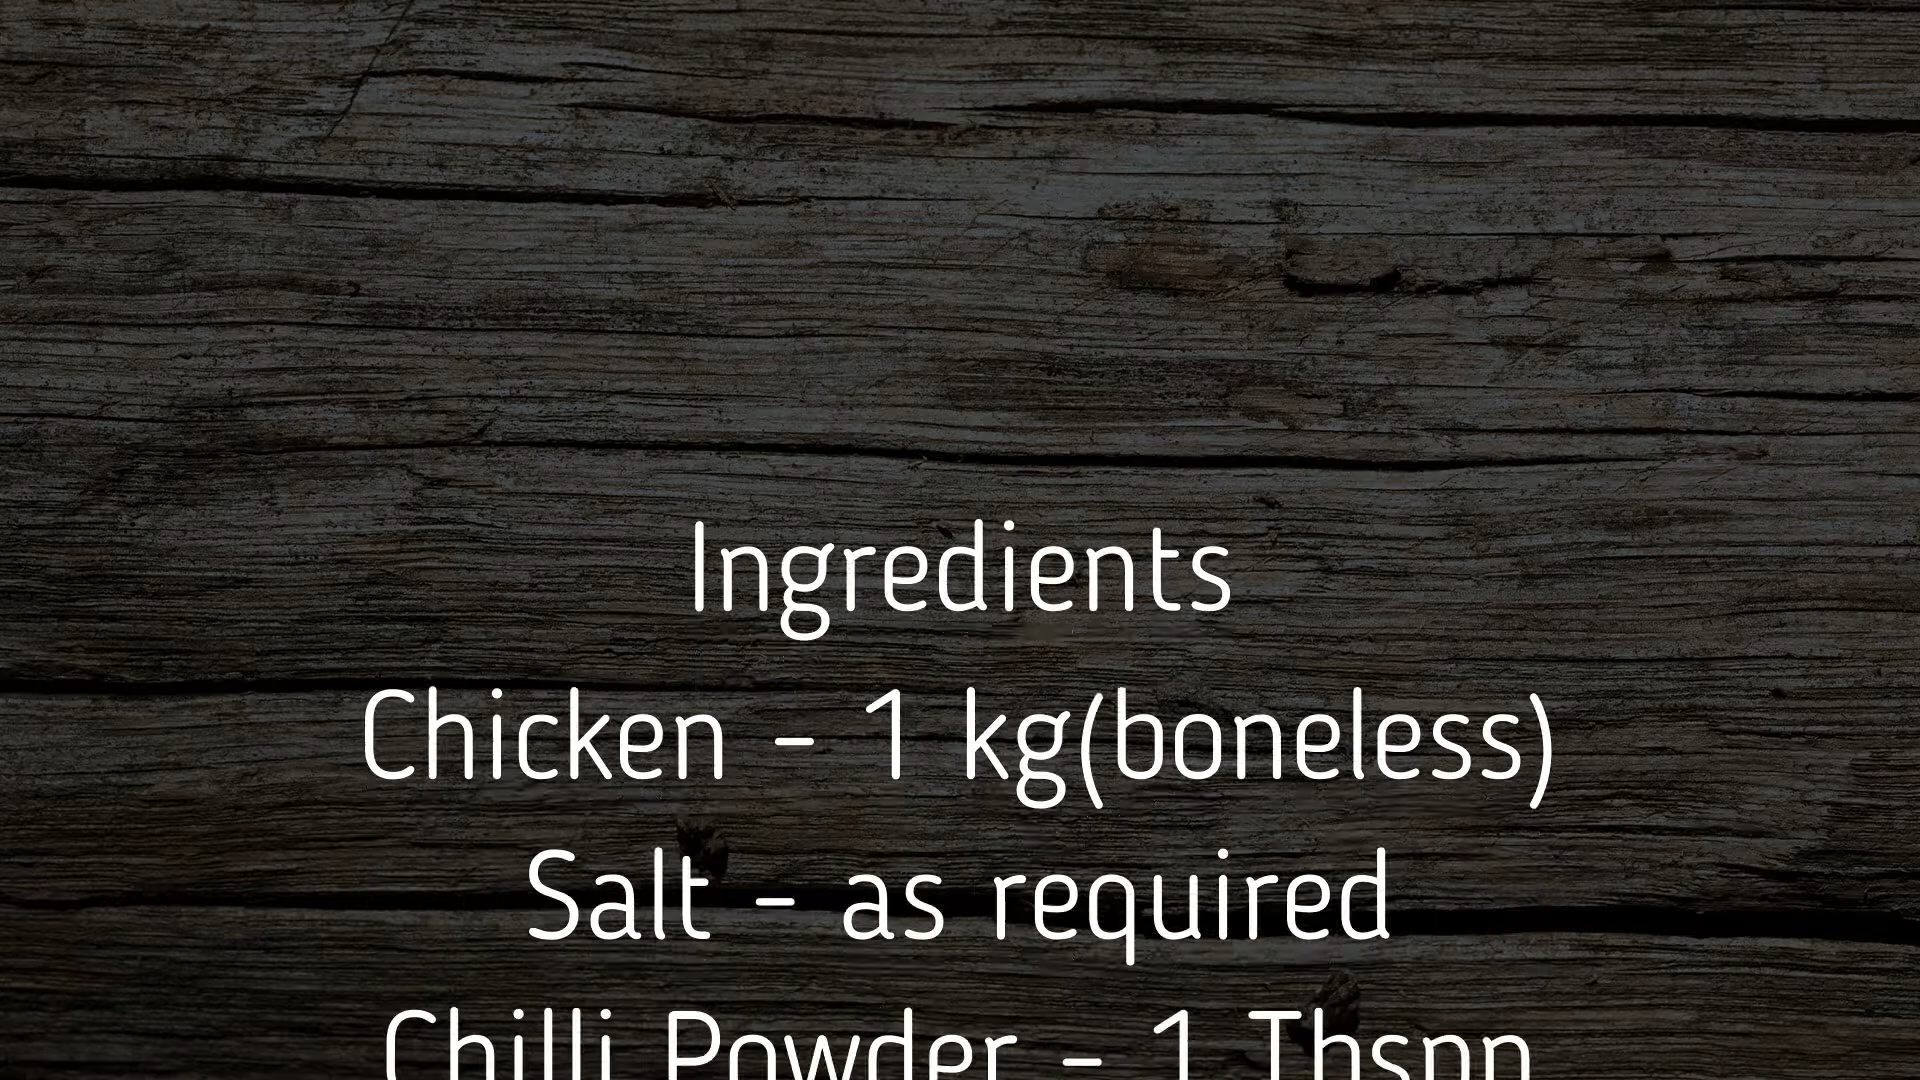 Ingredients
Chicken - 1 kg(boneless)
Salt - as required
Chilli Powder - 1 Tbspn